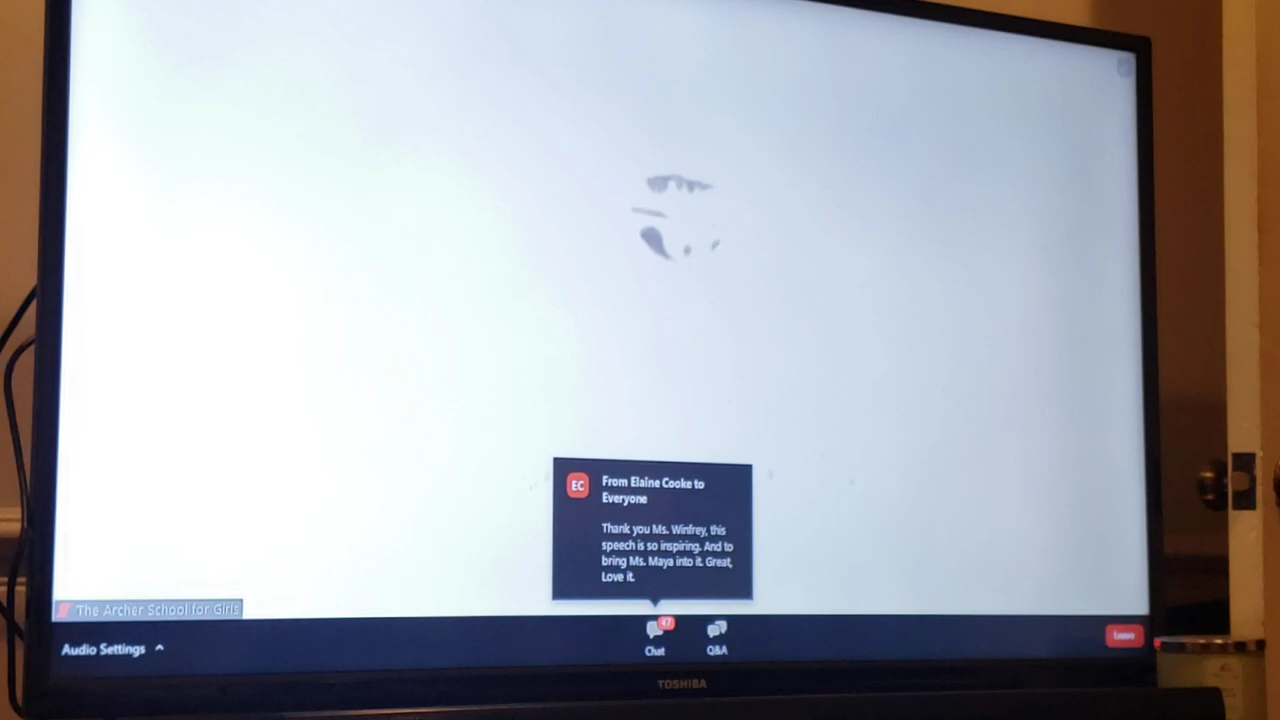 From Elaine Cooke to
Everyone
EC
Thank you Ms. Winfrey, this
speech is so inspiring. And to
bring Ms. Maya into it. Great,
Love it.
The Archer School for Girls
Audio Settings
47
Chat
Q&A
Leave
TOSHIBA